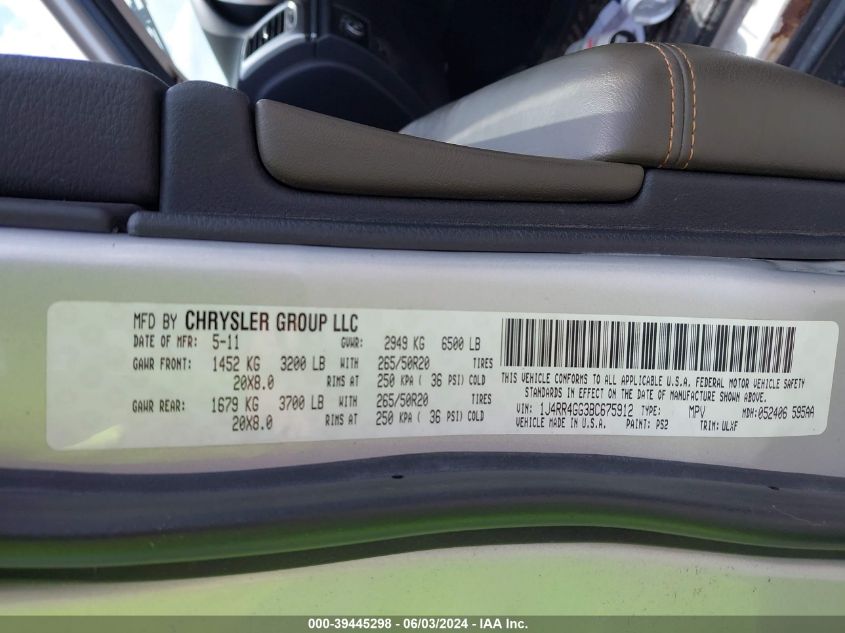 MFD BY CHRYSLER GROUP LLC
DATE OF MFR: 5-11 GVWR: 2949 KG 6500 LB
GAWR FRONT: 1452 KG 3200 LB WITH 265/50R20 TIRES
20X8.0 RIMS AT 250 KPA ( 36 PSI) COLD
GAWR REAR: 1679 KG 3700 LB WITH 265/50R20 TIRES
20X8.0 RIMS AT 250 KPA ( 36 PSI) COLD
THIS VEHICLE CONFORMS TO ALL APPLICABLE U.S.A. FEDERAL MOTOR VEHICLE SAFETY
STANDARDS IN EFFECT ON THE DATE OF MANUFACTURE SHOWN ABOVE.
VIN: 1J4RR4GG3BC675912 TYPE: MPV MDH:052406 595AA
VEHICLE MADE IN U.S.A. PAINT: PS2 TRIM: ULXF
000-39445298 - 06/03/2024 - IAA Inc.